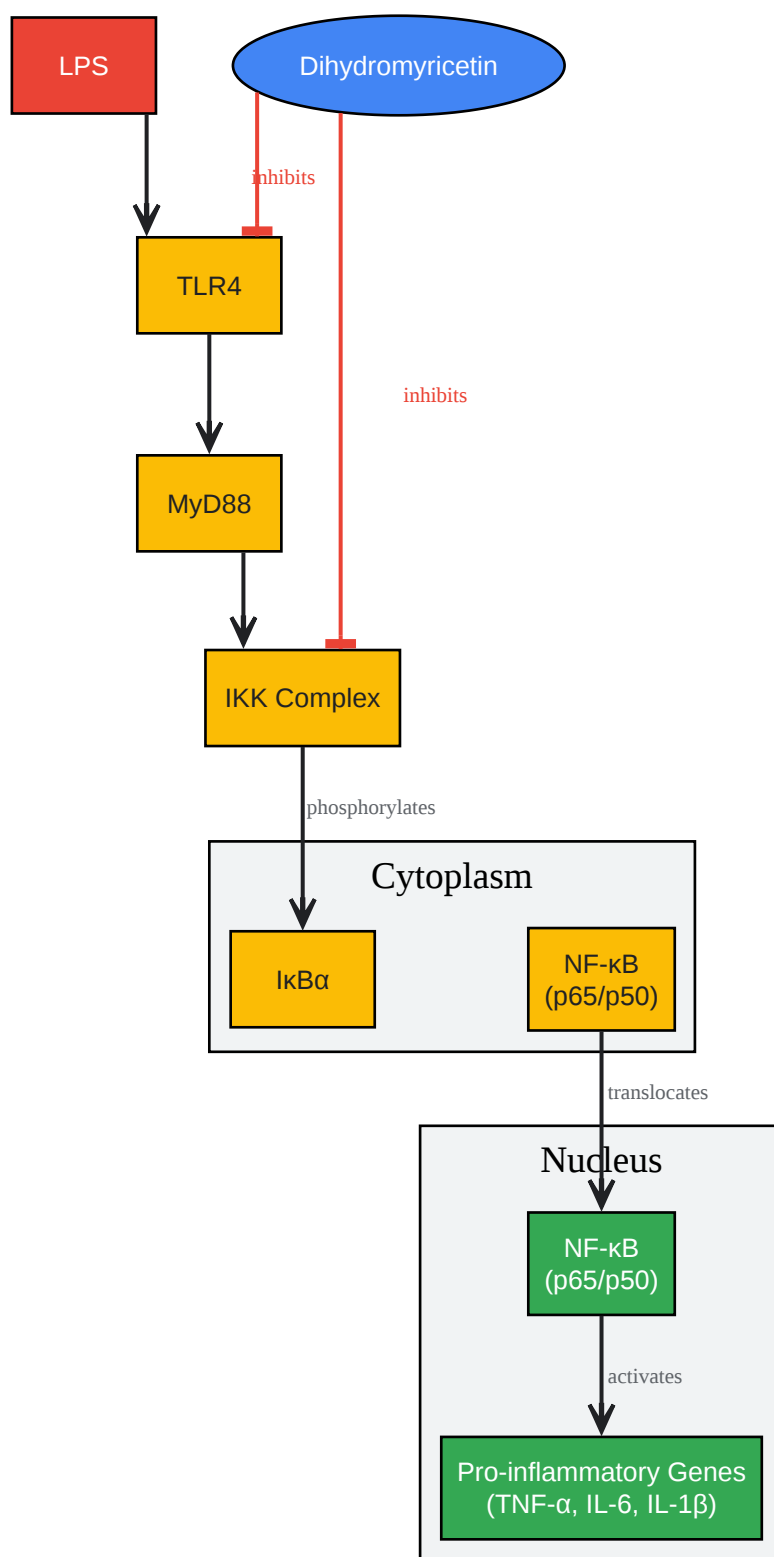 LPS
Dihydromyricetin
inhibits
TLR4
inhibits
MyD88
IKK Complex
phosphorylates
Cytoplasm
IκBα
NF-κB
(p65/p50)
translocates
Nucleus
NF-κB
(p65/p50)
activates
Pro-inflammatory Genes
(TNF-α, IL-6, IL-1β)